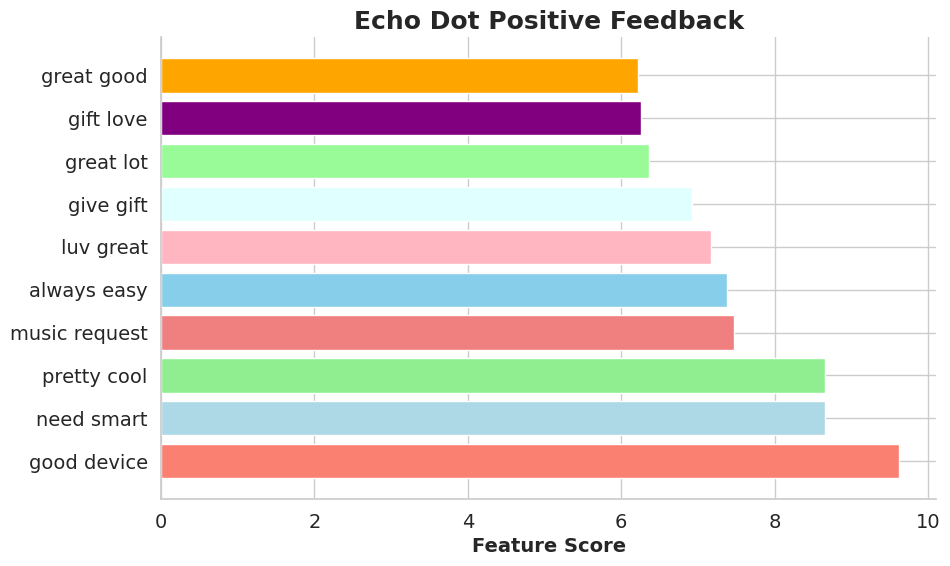 Echo Dot Positive Feedback
great good
gift love
great lot
give gift
luv great
always easy
music request
pretty cool
need smart
good device
0 2 4 6 8 10
Feature Score